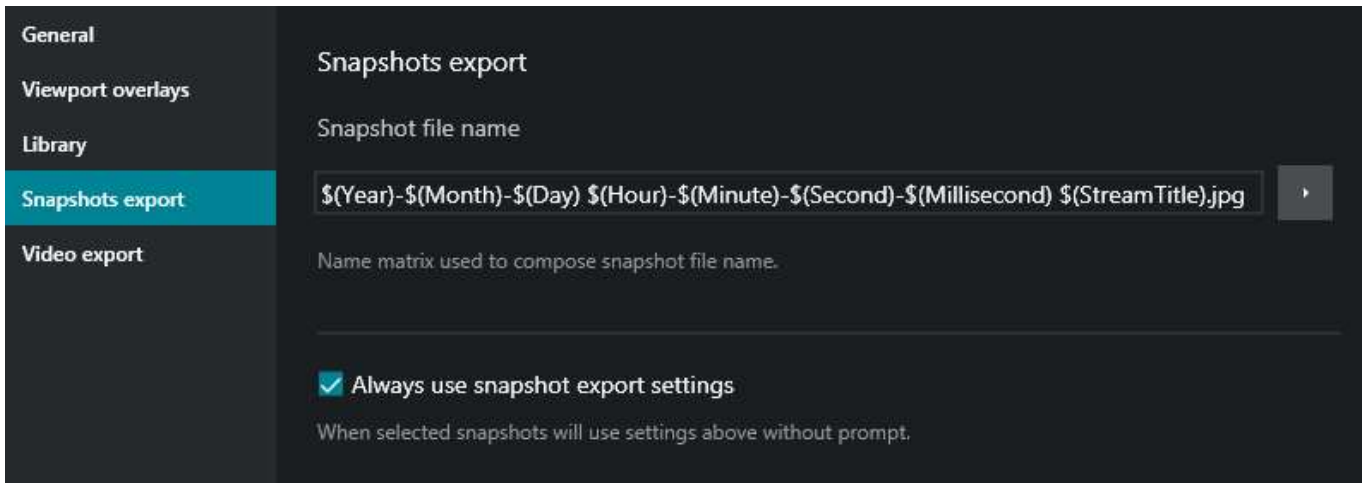 General
Viewport overlays
Library
Snapshots export
Video export
Snapshots export
Snapshot file name
$(Year)-$(Month)-$(Day) $(Hour)-$(Minute)-$(Second)-$(Millisecond) $(StreamTitle).jpg
Name matrix used to compose snapshot file name.
Always use snapshot export settings
When selected snapshots will use settings above without prompt.